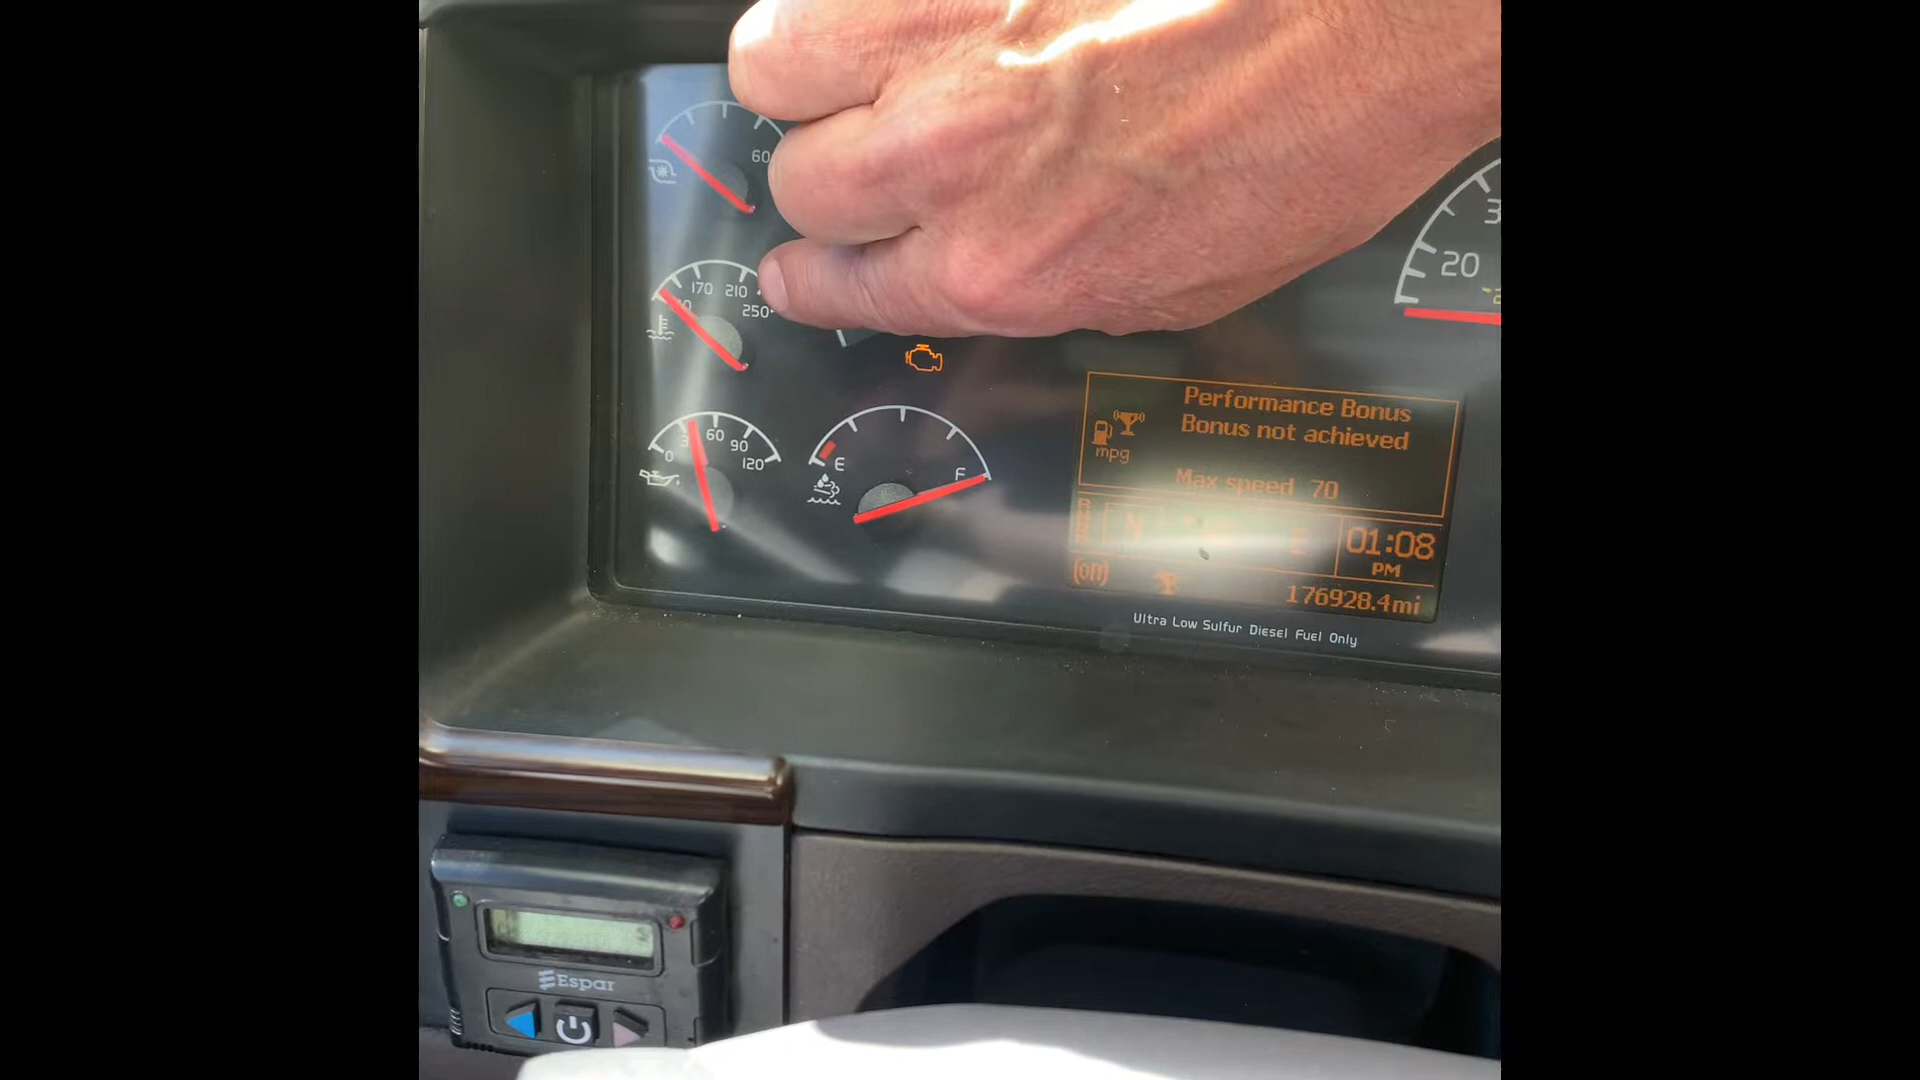 60
170 210
250
20
E
F
60
90
0
120
mpg
Performance Bonus
Bonus not achieved
Max speed 70
N
E
01:08
PM
(off)
176928.4mi
Ultra Low Sulfur Diesel Fuel Only
Espar